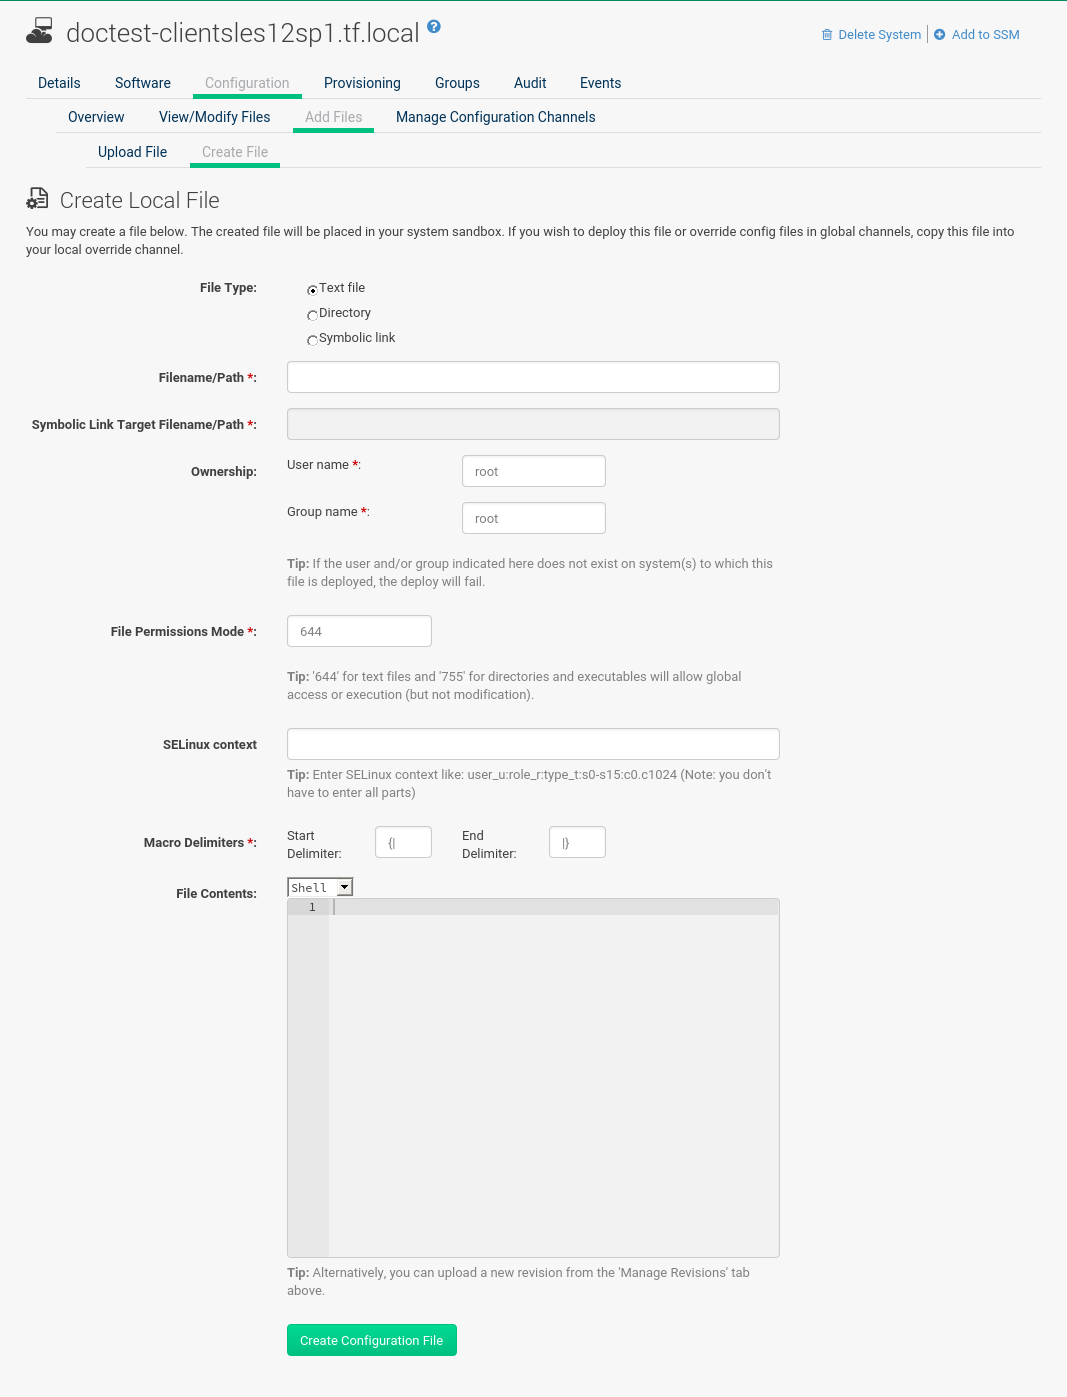 doctest-clientsles12sp1.tf.local ?
Delete System | Add to SSM
Details Software Configuration Provisioning Groups Audit Events
Overview View/Modify Files Add Files Manage Configuration Channels
Upload File Create File
Create Local File
You may create a file below. The created file will be placed in your system sandbox. If you wish to deploy this file or override config files in global channels, copy this file into
your local override channel.
File Type: Text file
Directory
Symbolic link
Filename/Path *:
Symbolic Link Target Filename/Path *:
Ownership: User name *: root
Group name *: root
Tip: If the user and/or group indicated here does not exist on system(s) to which this
file is deployed, the deploy will fail.
File Permissions Mode *: 644
Tip: '644' for text files and '755' for directories and executables will allow global
access or execution (but not modification).
SELinux context
Tip: Enter SELinux context like: user_u:role_r:type_t:s0-s15:c0.c1024 (Note: you don't
have to enter all parts)
Macro Delimiters *: Start Delimiter: {| End Delimiter: |}
File Contents: Shell
1
Tip: Alternatively, you can upload a new revision from the 'Manage Revisions' tab
above.
Create Configuration File